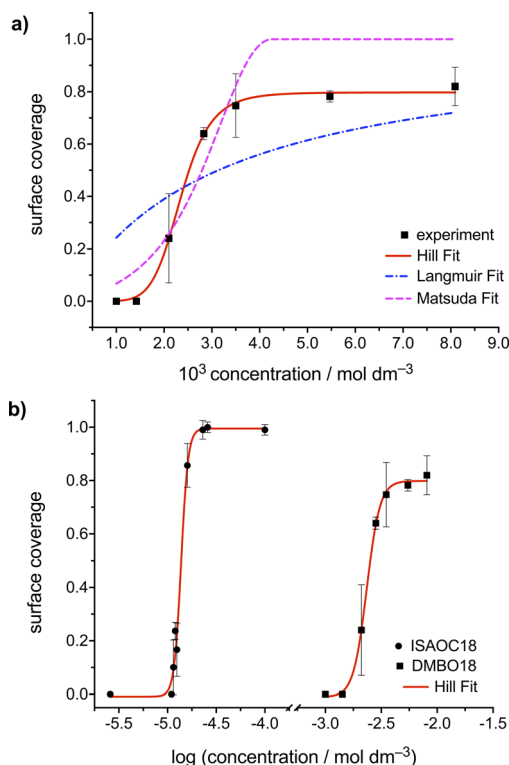 a)
1.0
0.8
0.6
0.4
0.2
0.0
surface coverage
experiment
Hill Fit
Langmuir Fit
Matsuda Fit
1.0 2.0 3.0 4.0 5.0 6.0 7.0 8.0 9.0
10³ concentration / mol dm⁻³
b)
1.0
0.8
0.6
0.4
0.2
0.0
surface coverage
ISAOC18
DMBO18
Hill Fit
-5.5 -5.0 -4.5 -4.0 -3.0 -2.5 -2.0 -1.5
log (concentration / mol dm⁻³)